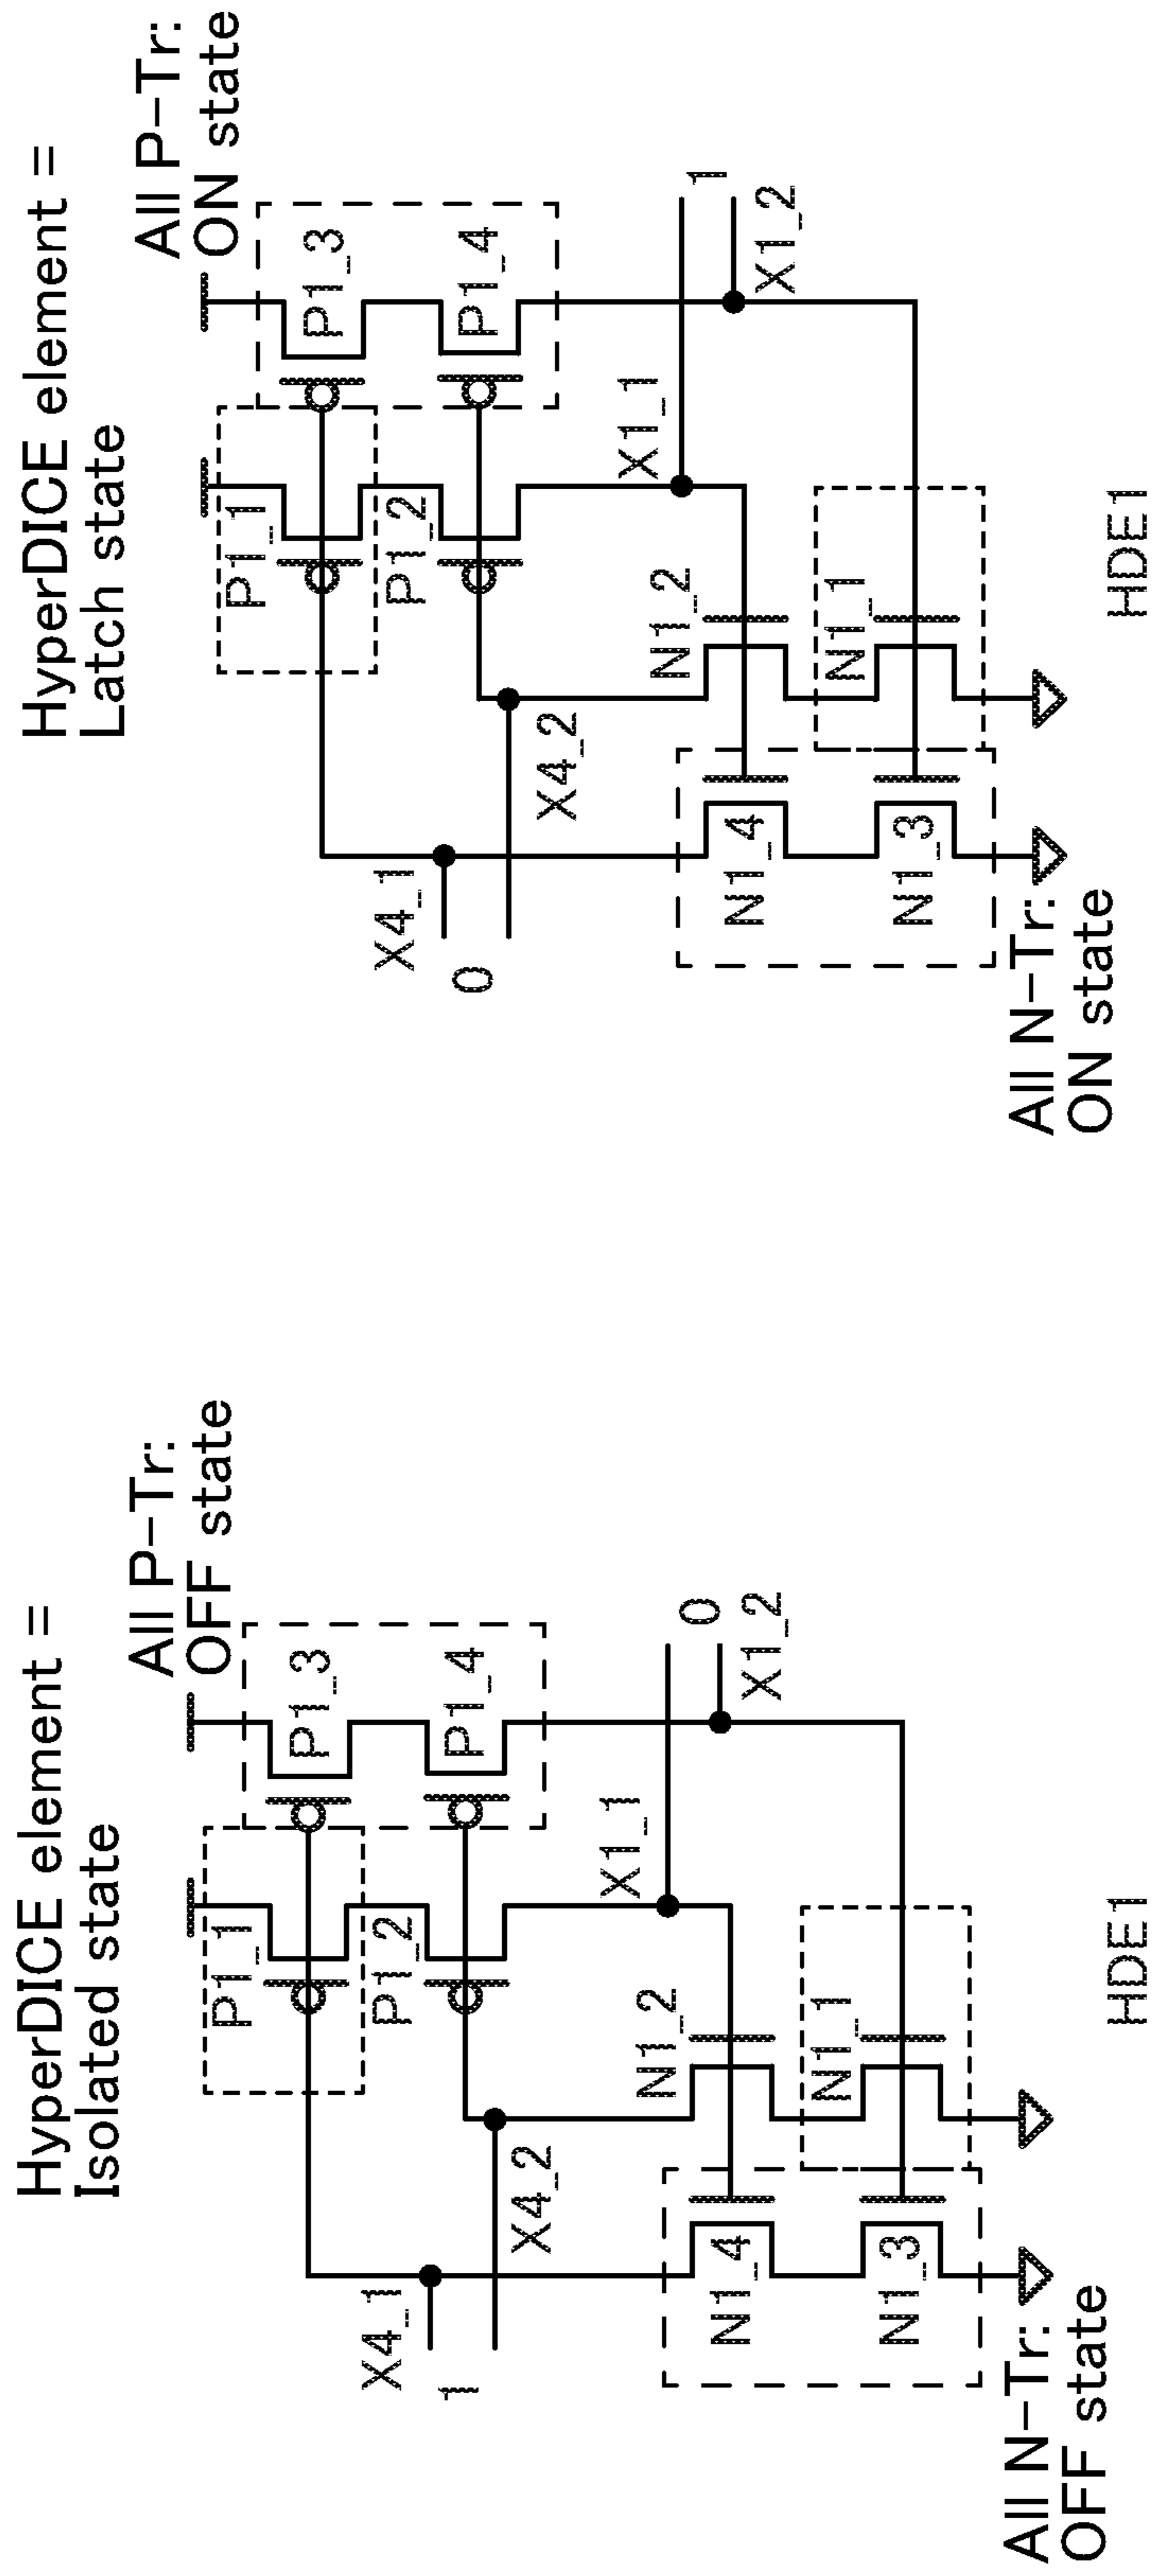 HyperDICE element =
Isolated state
All P-Tr:
OFF state
P1_1
P1_3
P1_2
P1_4
X4_1
1
X4_2
X1_1
0
X1_2
N1_2
N1_4
N1_1
N1_3
All N-Tr:
OFF state
HDE1
HyperDICE element =
Latch state
All P-Tr:
ON state
P1_1
P1_3
P1_2
P1_4
X4_1
0
X4_2
X1_1
1
X1_2
N1_2
N1_4
N1_1
N1_3
All N-Tr:
ON state
HDE1